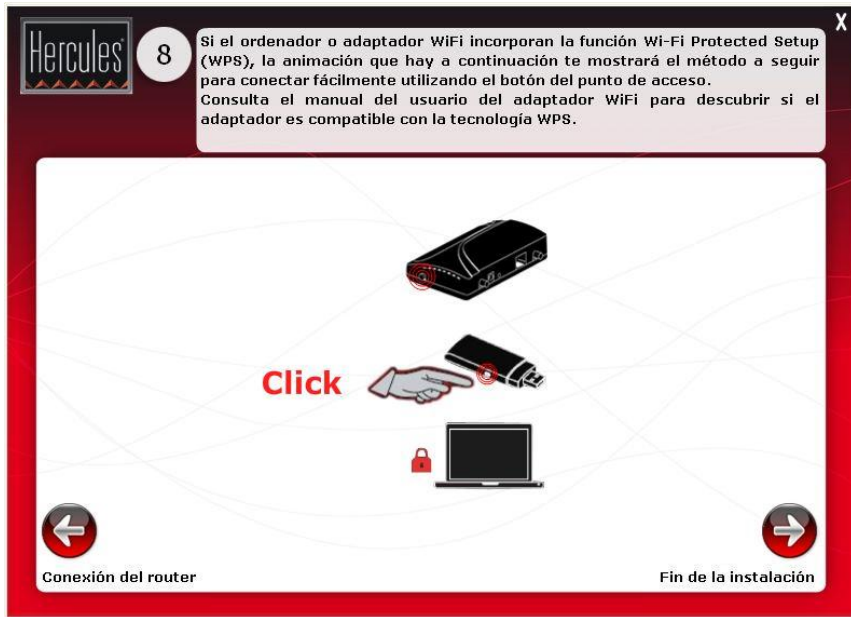 X
Hercules
8
Si el ordenador o adaptador WiFi incorporan la función Wi-Fi Protected Setup
(WPS), la animación que hay a continuación te mostrará el método a seguir
para conectar fácilmente utilizando el botón del punto de acceso.
Consulta el manual del usuario del adaptador WiFi para descubrir si el
adaptador es compatible con la tecnología WPS.
Click
Conexión del router
Fin de la instalación